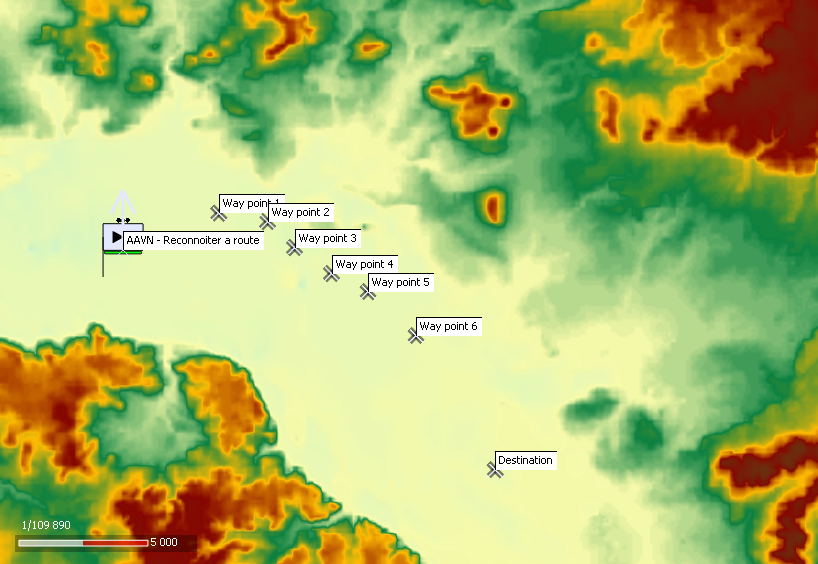 Way point 1
Way point 2
AAVN - Reconnoiter a route
Way point 3
Way point 4
Way point 5
Way point 6
Destination
1/109 890
5 000